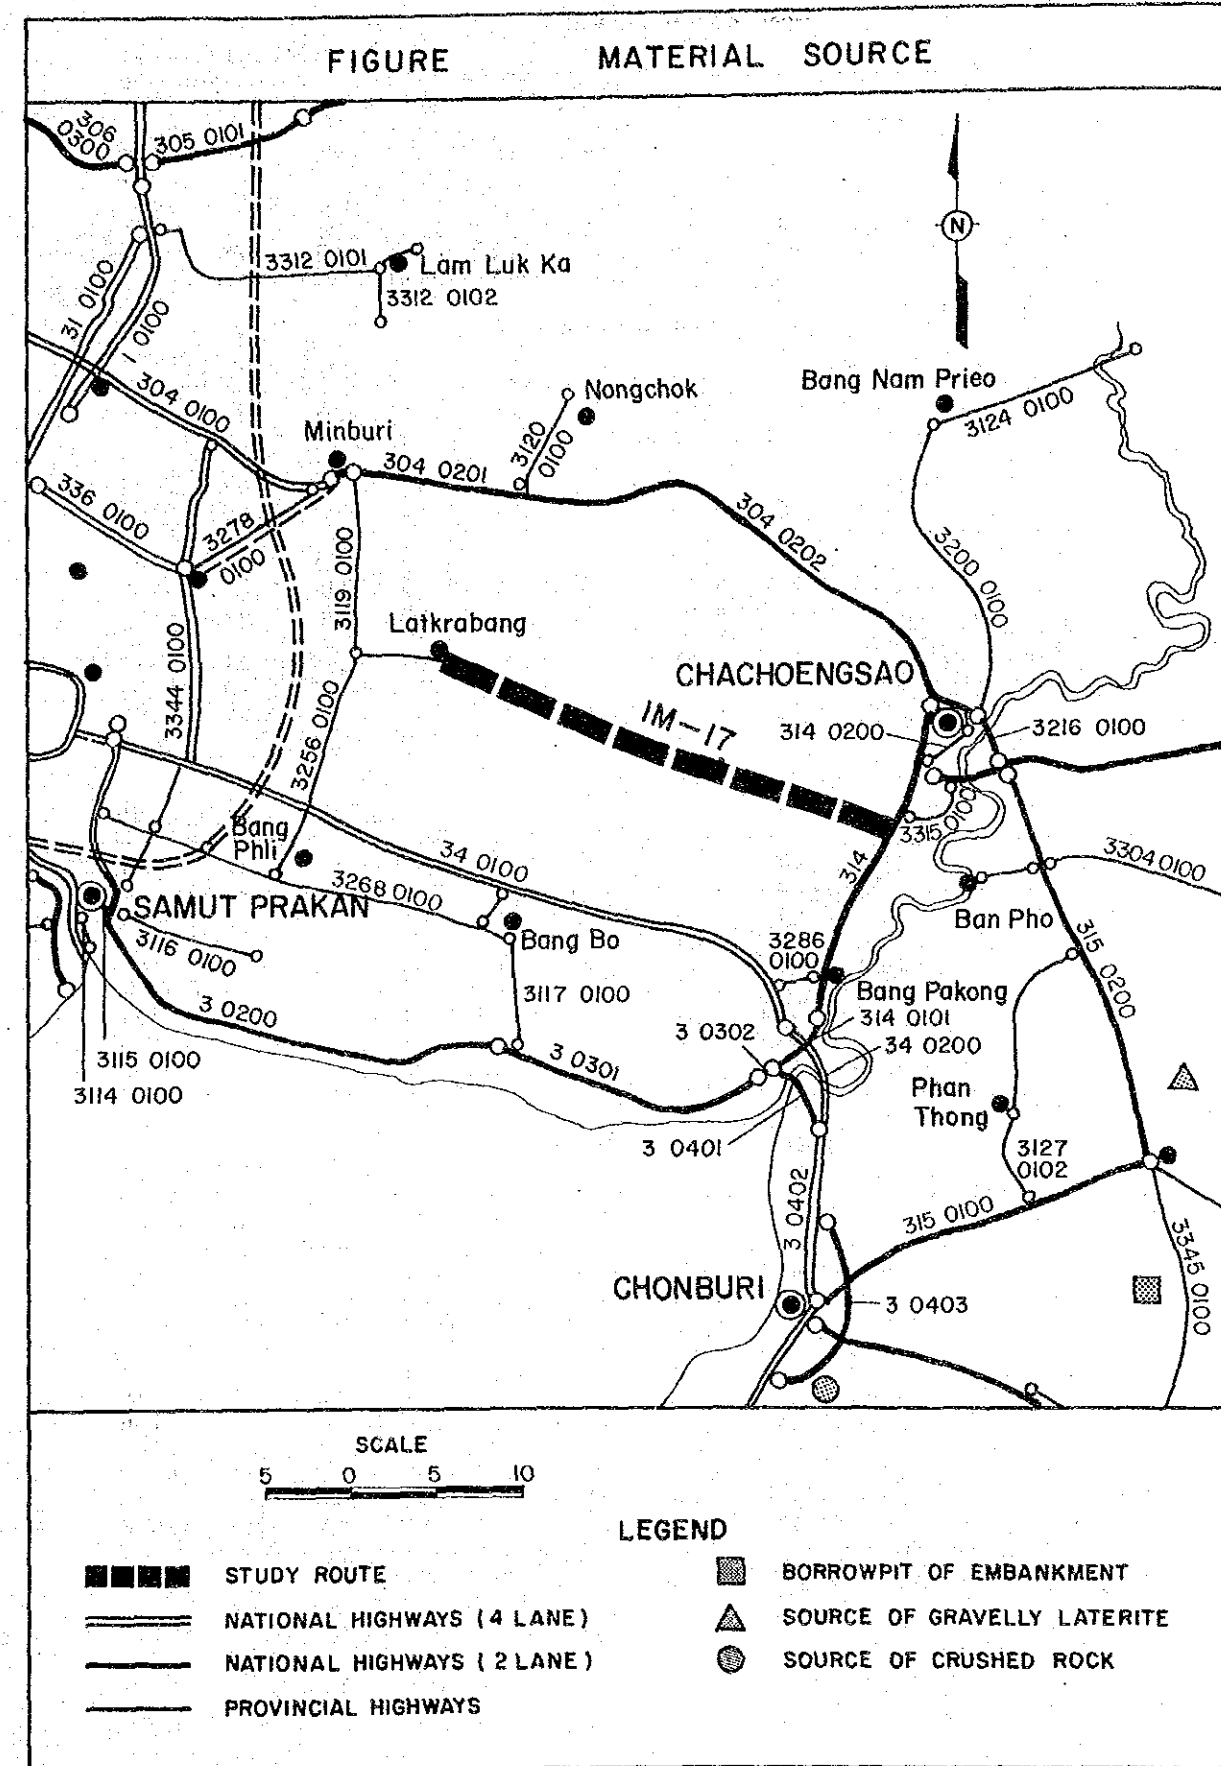 FIGURE MATERIAL SOURCE
306
0300
305 0101
N
3312 0101
Lam Luk Ka
3312 0102
31 0100
1 0100
304 0100
Nongchok
Bang Nam Prieo
3124 0100
Minburi
304 0201
3120
0100
336 0100
3278
0100
304 0202
3200 0100
3119 0100
Latkrabang
3344 0100
CHACHOENGSAO
IM-17
314 0200
3216 0100
3256 0100
Bang
Phli
34 0100
3315 0100
314
3304 0100
3268 0100
SAMUT PRAKAN
Ban Pho
3116 0100
Bang Bo
3286
0100
315 0200
3117 0100
Bang Pakong
3 0200
314 0101
3 0302
34 0200
3115 0100
3 0301
3114 0100
Phan
Thong
3 0401
3127
0102
3 0402
315 0100
3345 0100
CHONBURI
3 0403
SCALE
5 0 5 10
LEGEND
STUDY ROUTE
NATIONAL HIGHWAYS (4 LANE)
NATIONAL HIGHWAYS (2 LANE)
PROVINCIAL HIGHWAYS
BORROWPIT OF EMBANKMENT
SOURCE OF GRAVELLY LATERITE
SOURCE OF CRUSHED ROCK